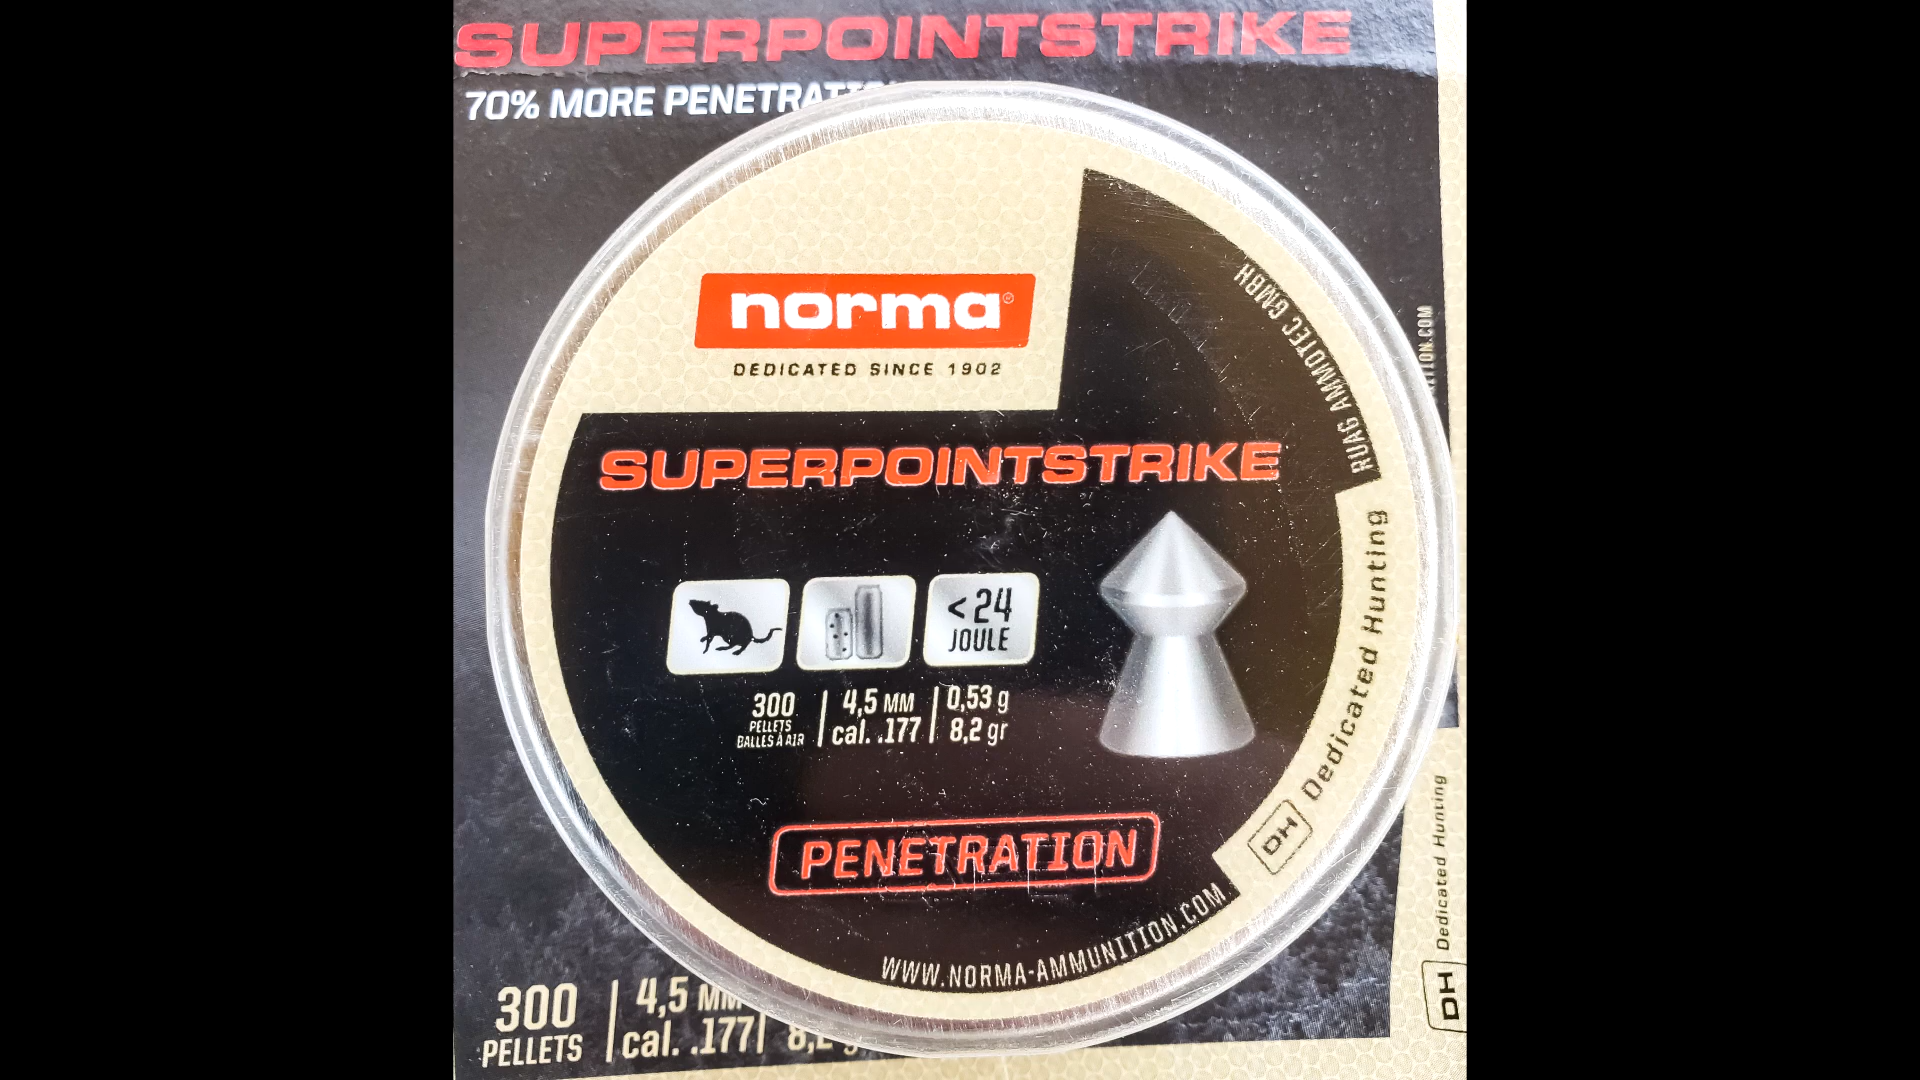 SUPERPOINTSTRIKE
70% MORE
norma®
DEDICATED SINCE 1902
RUAG AMMOTEC GMBH
SUPERPOINTSTRIKE
< 24
JOULE
300
PELLETS
BALLES À AIR
4,5 MM
cal. .177
0,53 g
8,2 gr
DH Dedicated Hunting
PENETRATION
WWW.NORMA-AMMUNITION.COM
300
PELLETS
4,5 MM
cal. .177
DH Dedicated Hunting